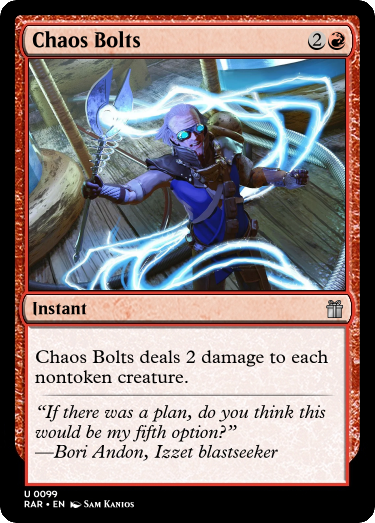 Chaos Bolts 2
Instant
Chaos Bolts deals 2 damage to each
nontoken creature.
“If there was a plan, do you think this
would be my fifth option?”
—Bori Andon, Izzet blastseeker
U 0099
RAR • EN Sam Kanios